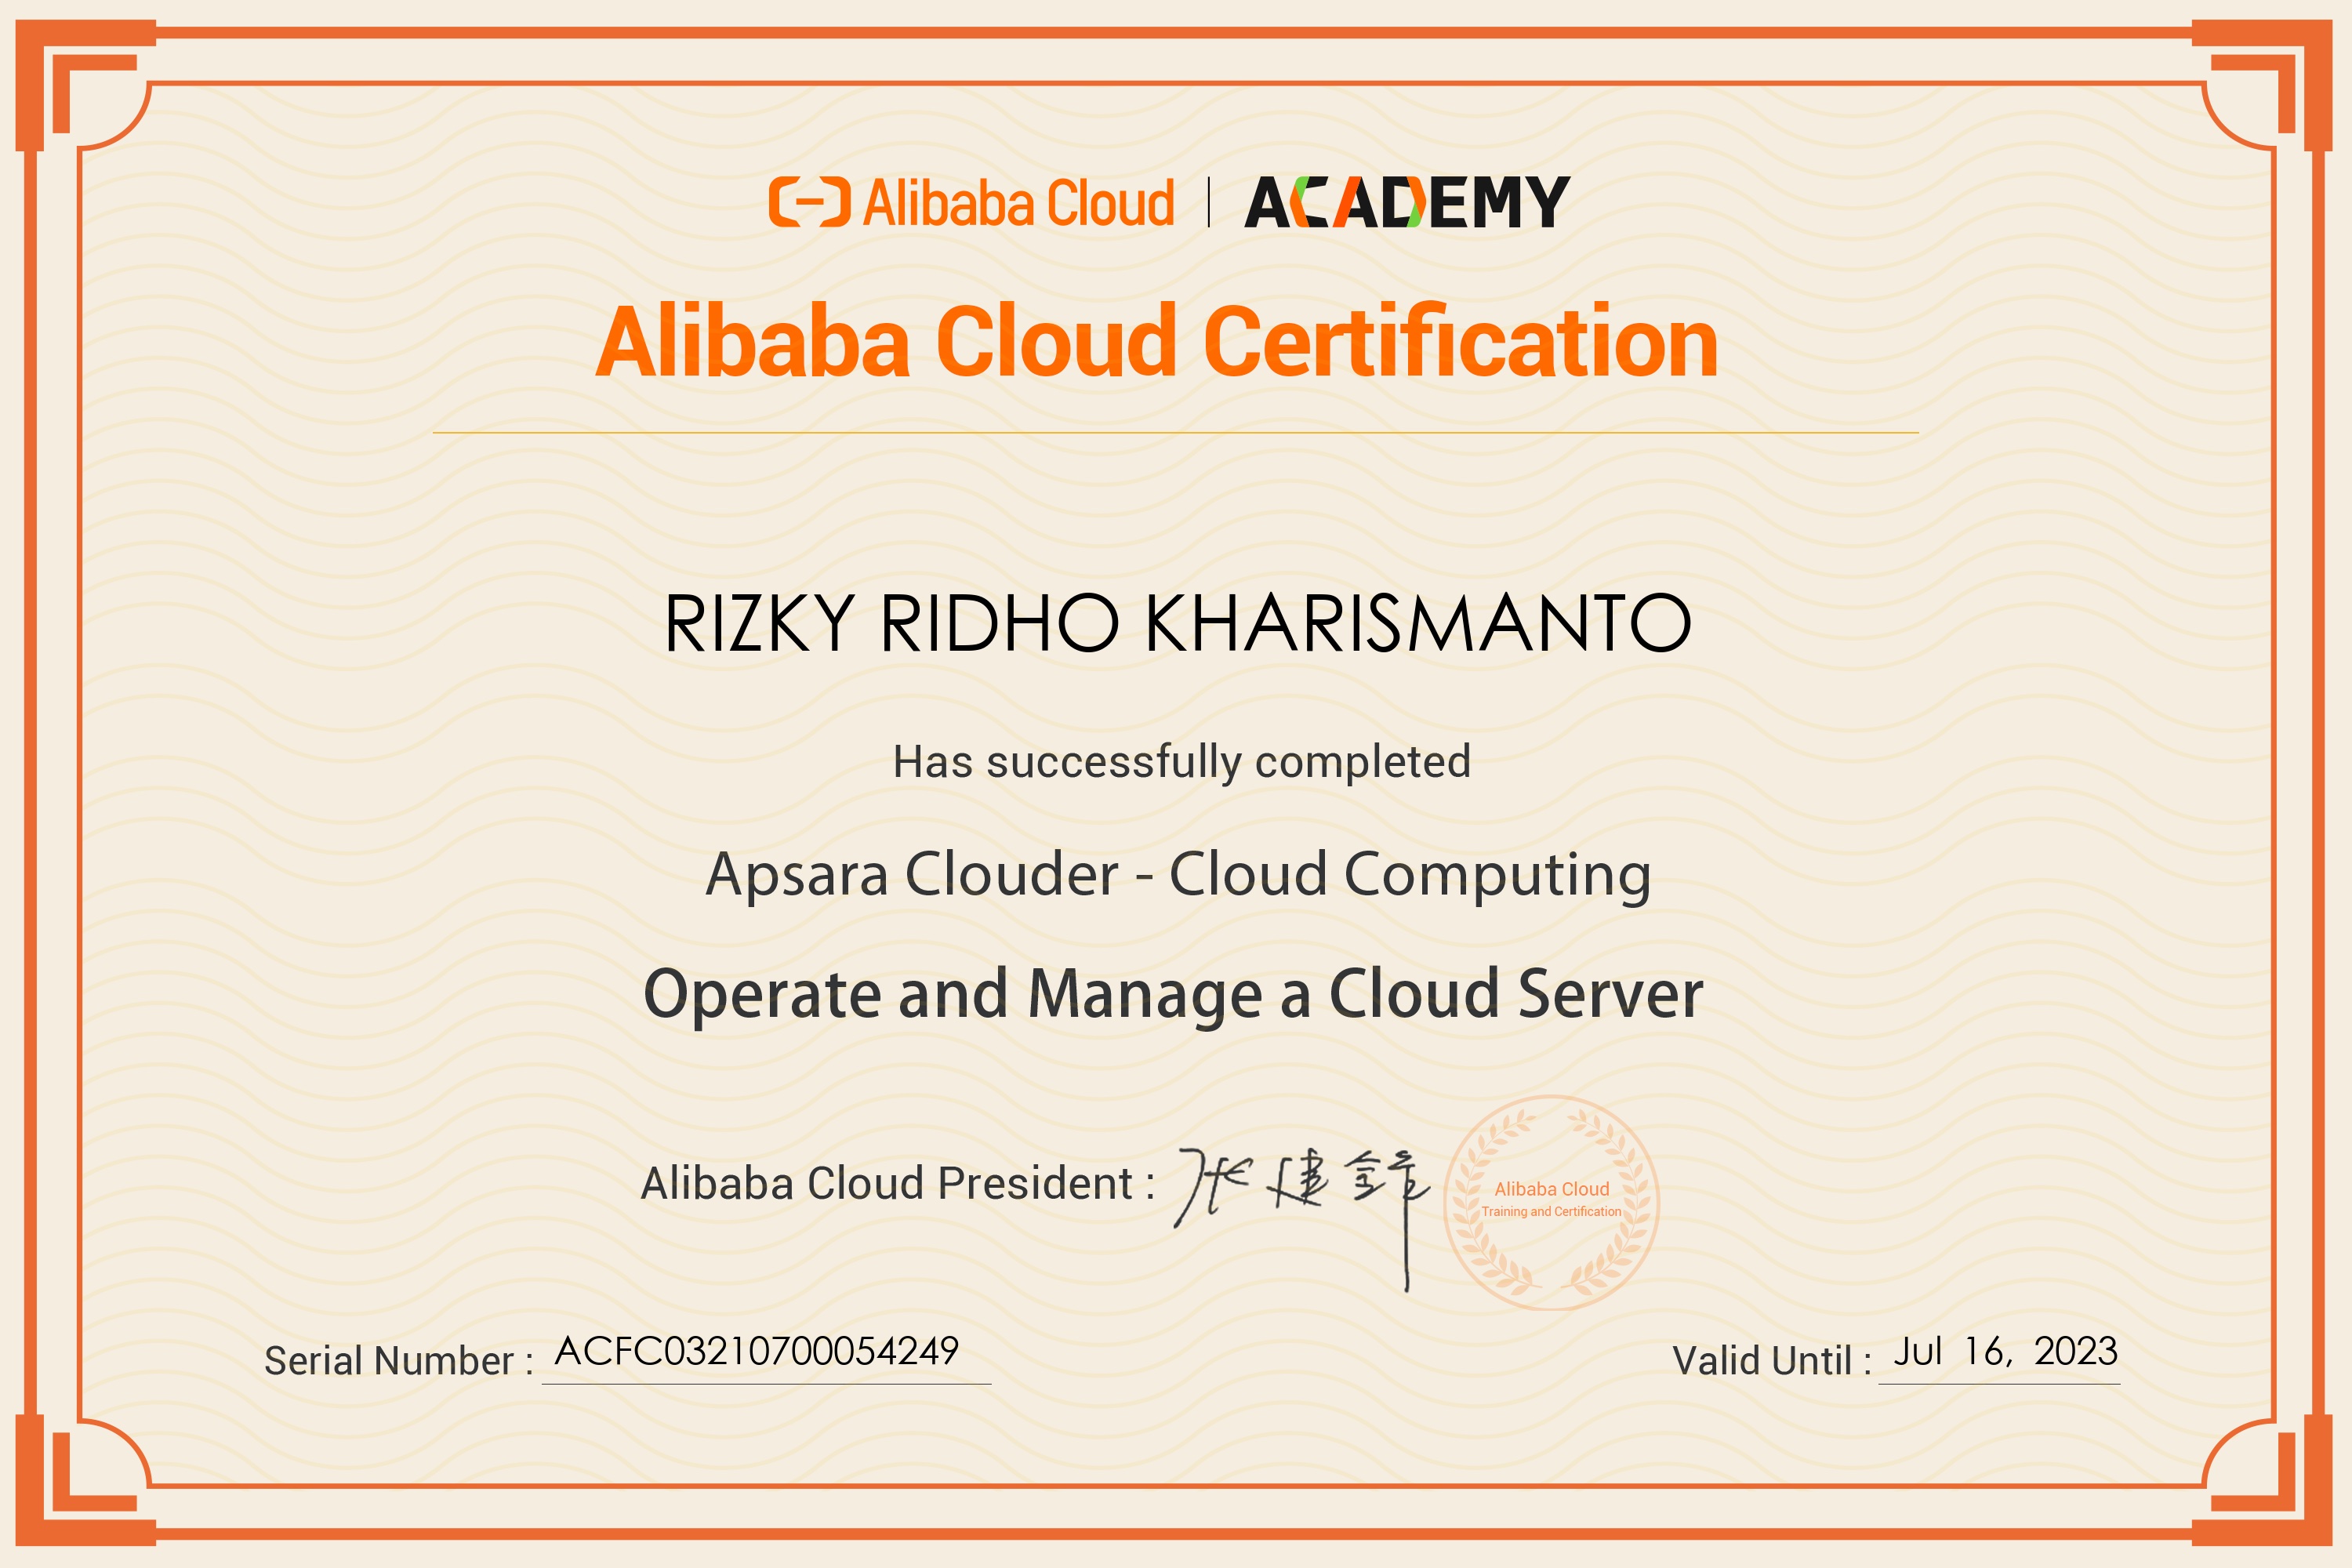 Alibaba Cloud | ACADEMY
Alibaba Cloud Certification
RIZKY RIDHO KHARISMANTO
Has successfully completed
Apsara Clouder - Cloud Computing
Operate and Manage a Cloud Server
Alibaba Cloud President : 张建锋
Alibaba Cloud
Training and Certification
Serial Number : ACFC03210700054249
Valid Until : Jul 16, 2023